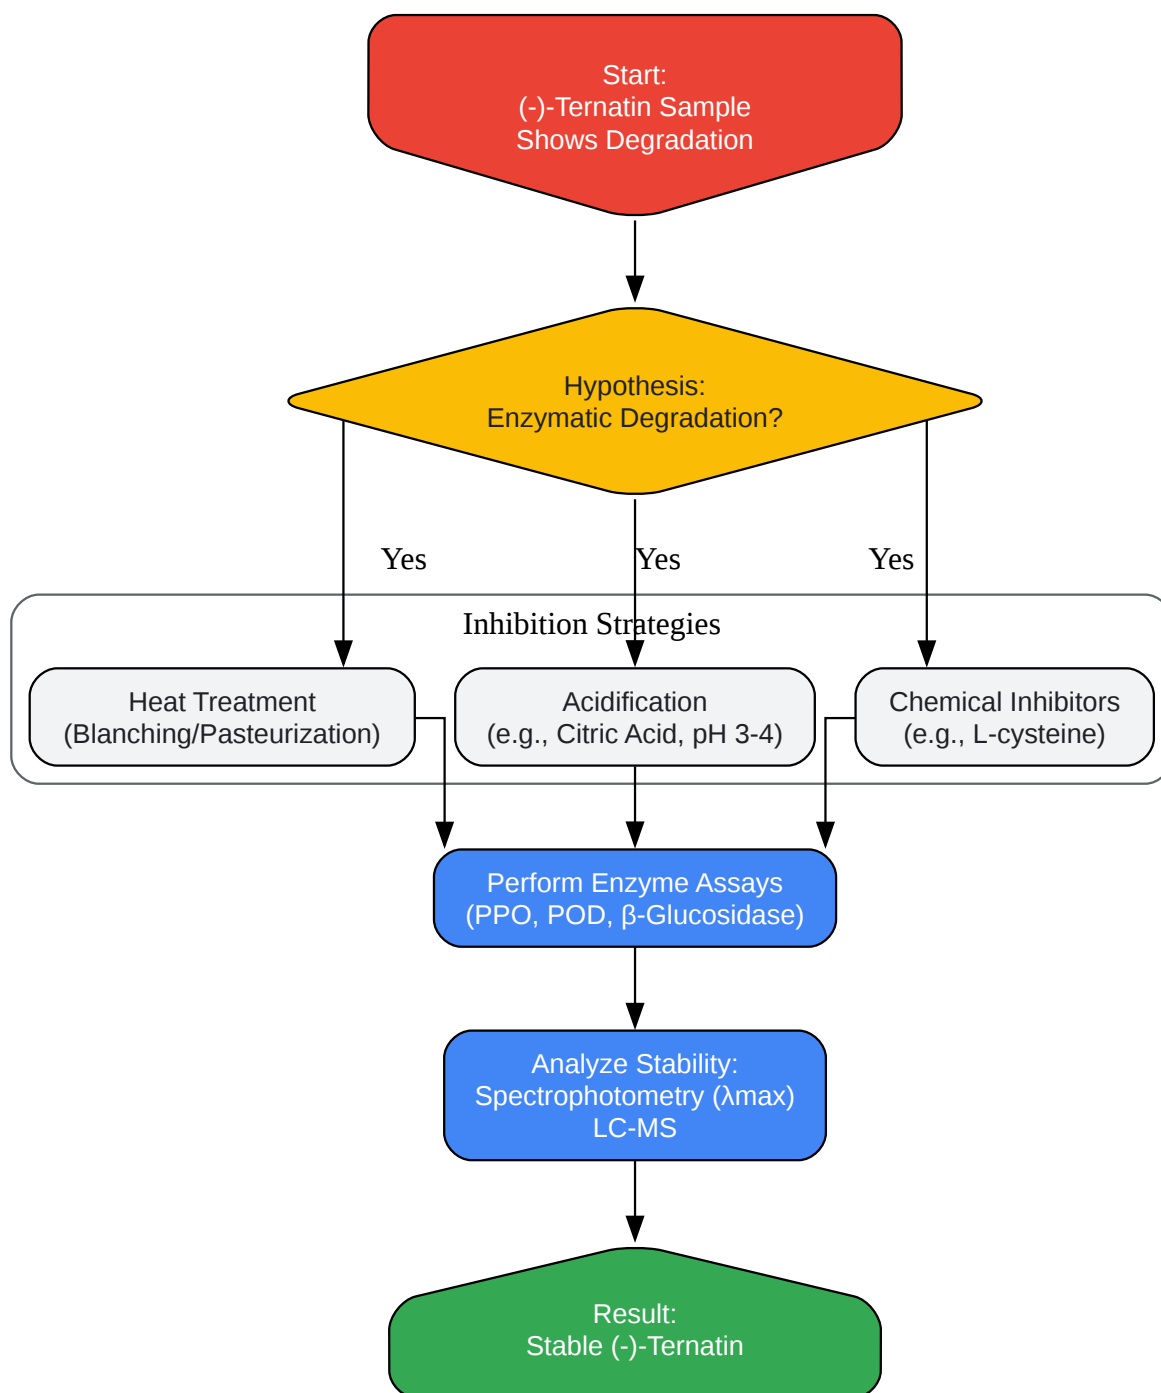 Start:
(-)-Ternatin Sample
Shows Degradation
Hypothesis:
Enzymatic Degradation?
Yes
Yes
Yes
Inhibition Strategies
Heat Treatment
(Blanching/Pasteurization)
Acidification
(e.g., Citric Acid, pH 3-4)
Chemical Inhibitors
(e.g., L-cysteine)
Perform Enzyme Assays
(PPO, POD, β-Glucosidase)
Analyze Stability:
Spectrophotometry (λmax)
LC-MS
Result:
Stable (-)-Ternatin